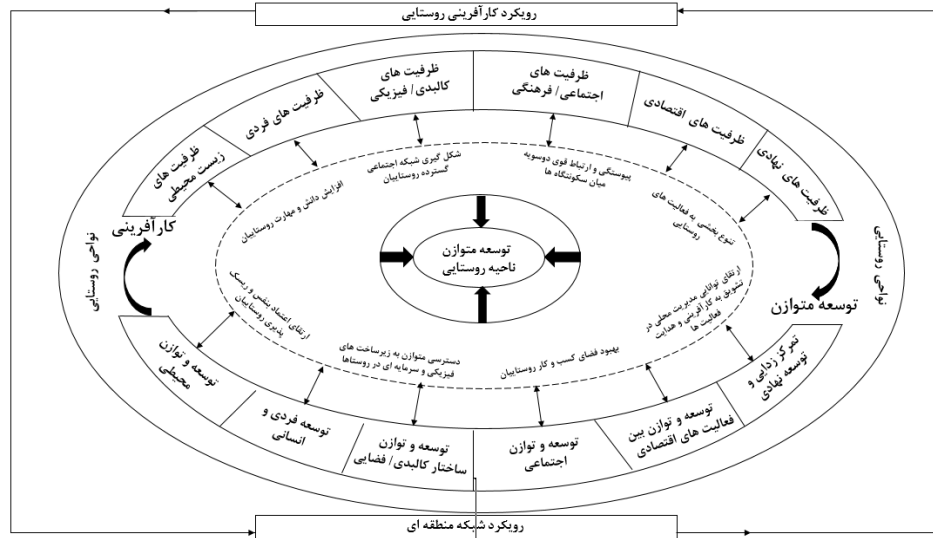 رویکرد کارآفرینی روستایی
ظرفیت های
اجتماعی/ فرهنگی
ظرفیت های
کالبدی/ فیزیکی
ظرفیت های اقتصادی
ظرفیت های فردی
ظرفیت های نهادی
ظرفیت های
زیست محیطی
پیوستگی و ارتباط قوی دوسویه
میان سکونتگاه ها
شکل گیری شبکه اجتماعی
گسترده روستاییان
تنوع بخشی به فعالیت های
روستایی
افزایش دانش و مهارت روستاییان
کارآفرینی
نواحی روستایی
نواحی روستایی
توسعه متوازن
ناحیه روستایی
توسعه متوازن
ارتقای توانایی مدیریت محلی در
تشویق به کارآفرینی و هدایت
فعالیت ها
ارتقای اعتماد بنفس و ریسک
پذیری روستاییان
بهبود فضای کسب و کار روستاییان
دسترسی متوازن به زیرساخت های
فیزیکی و سرمایه ای در روستاها
تمرکز زدایی و
توسعه نهادی
توسعه و توازن بین
فعالیت های اقتصادی
توسعه و توازن
اجتماعی
توسعه و توازن
ساختار کالبدی/ فضایی
توسعه فردی و
انسانی
توسعه و توازن
محیطی
رویکرد شبکه منطقه ای